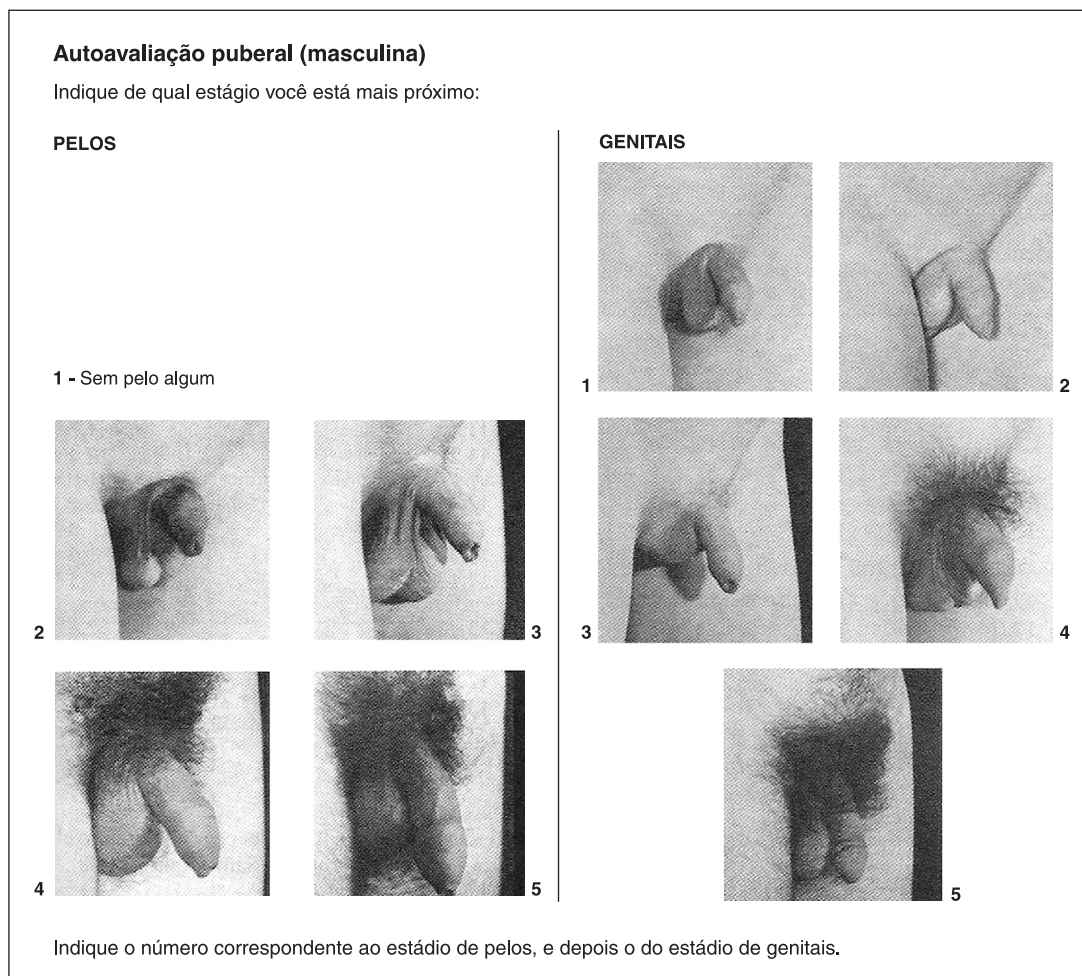 Autoavaliação puberal (masculina)
Indique de qual estágio você está mais próximo:
PELOS
1 - Sem pelo algum
2
3
4
5
GENITAIS
1
2
3
4
5
Indique o número correspondente ao estádio de pelos, e depois o do estádio de genitais.